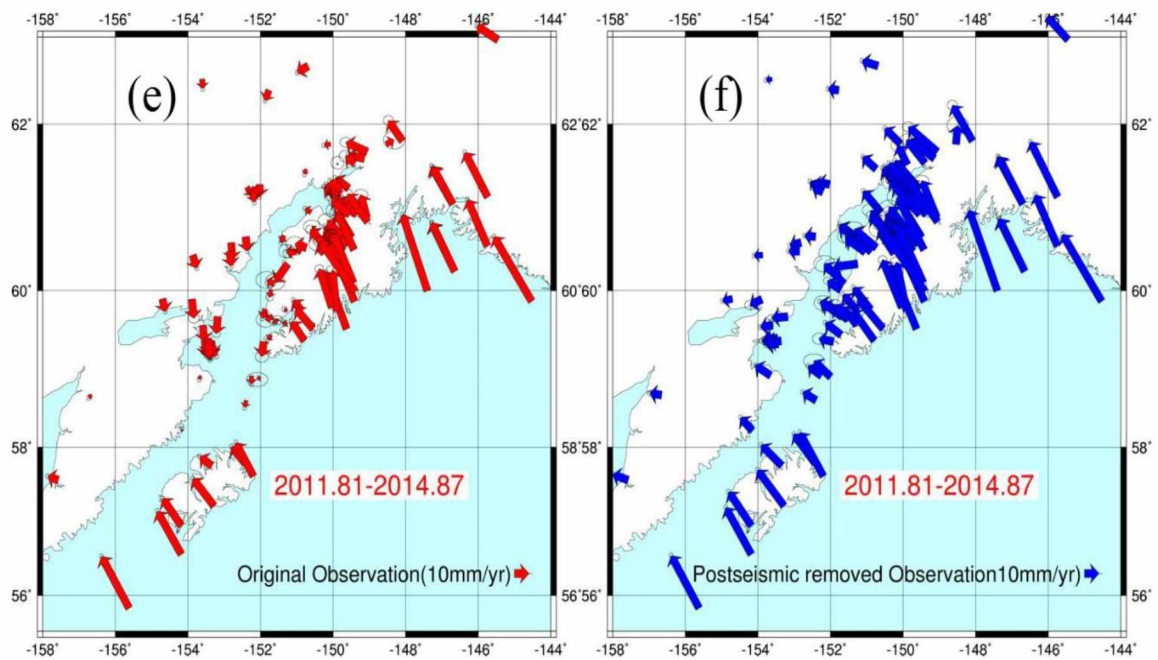 -158 -156 -154 -152 -150 -148 -146 -144 -158 -156 -154 -152 -150 -148 -146 -144
(e) (f)
62° 62°62° 62°
60° 60°60° 60°
58° 58°58° 58°
2011.81-2014.87 2011.81-2014.87
Original Observation(10mm/yr) Postseismic removed Observation10mm/yr)
56° 56°56° 56°
-158 -156 -154 -152 -150 -148 -146 -144 -158 -156 -154 -152 -150 -148 -146 -144